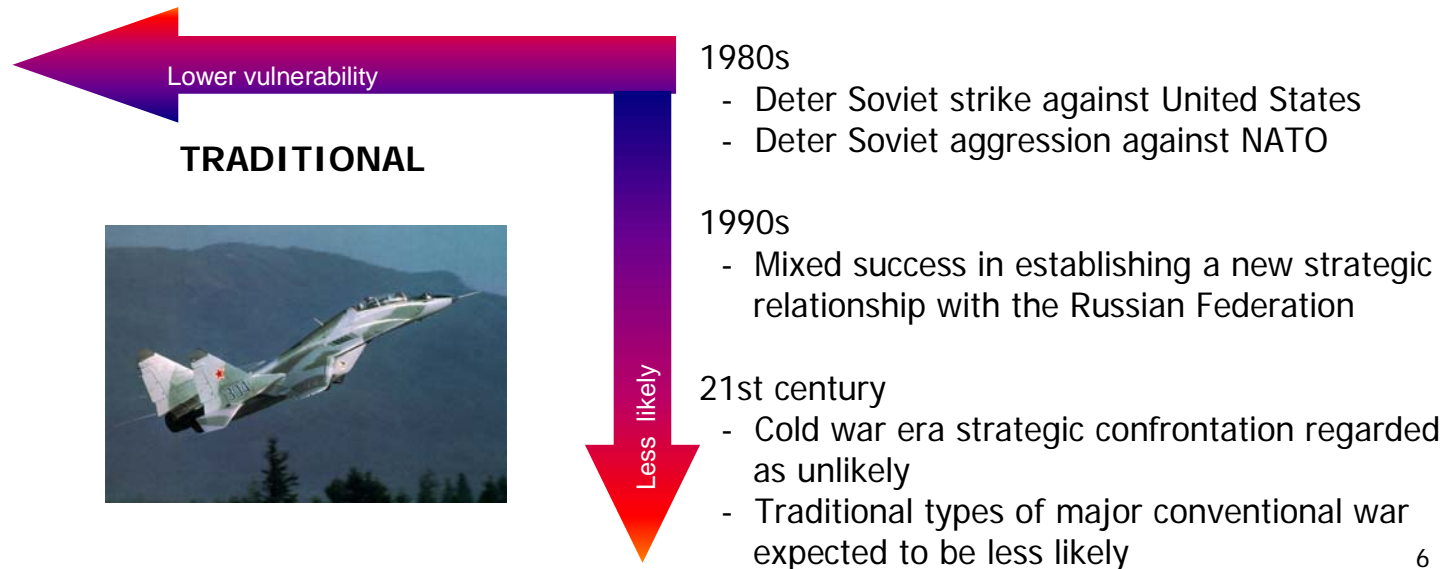 Lower vulnerability
TRADITIONAL
Less likely
1980s
- Deter Soviet strike against United States
- Deter Soviet aggression against NATO
1990s
- Mixed success in establishing a new strategic
relationship with the Russian Federation
21st century
- Cold war era strategic confrontation regarded
as unlikely
- Traditional types of major conventional war
expected to be less likely
6